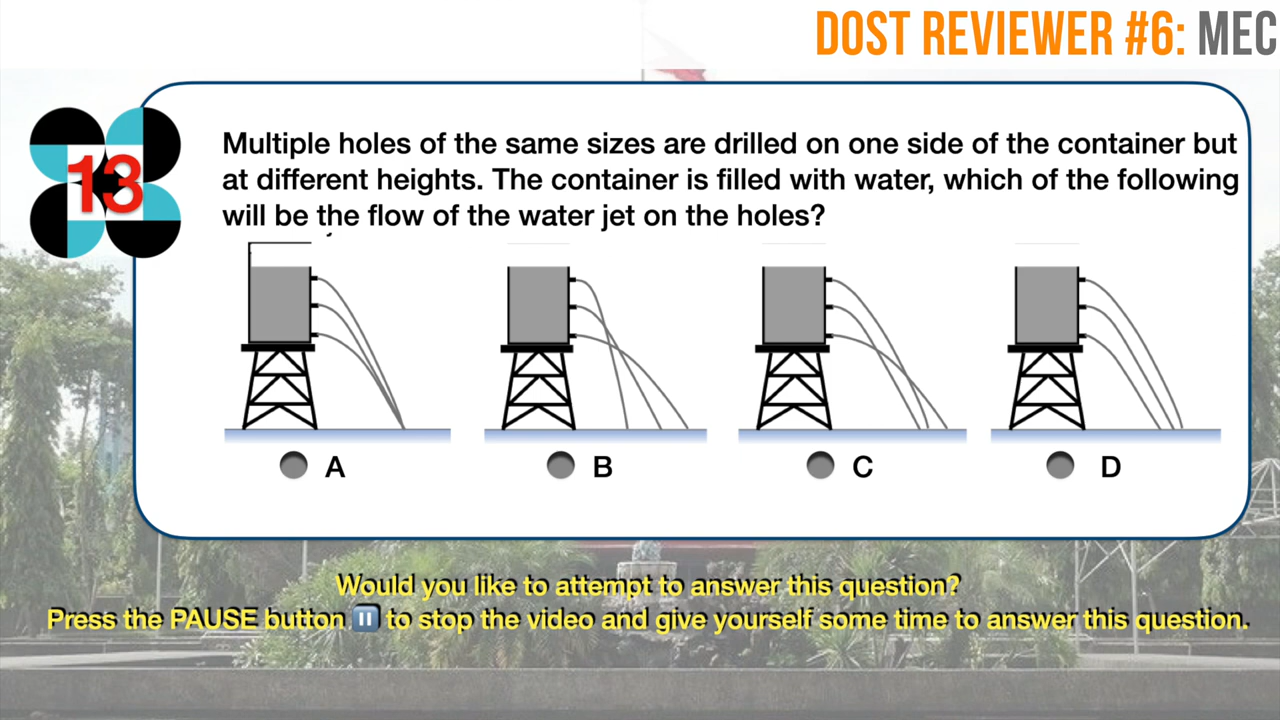 DOST REVIEWER #6: MEC
13
Multiple holes of the same sizes are drilled on one side of the container but
at different heights. The container is filled with water, which of the following
will be the flow of the water jet on the holes?
A B C D
Would you like to attempt to answer this question?
Press the PAUSE button ⏸ to stop the video and give yourself some time to answer this question.